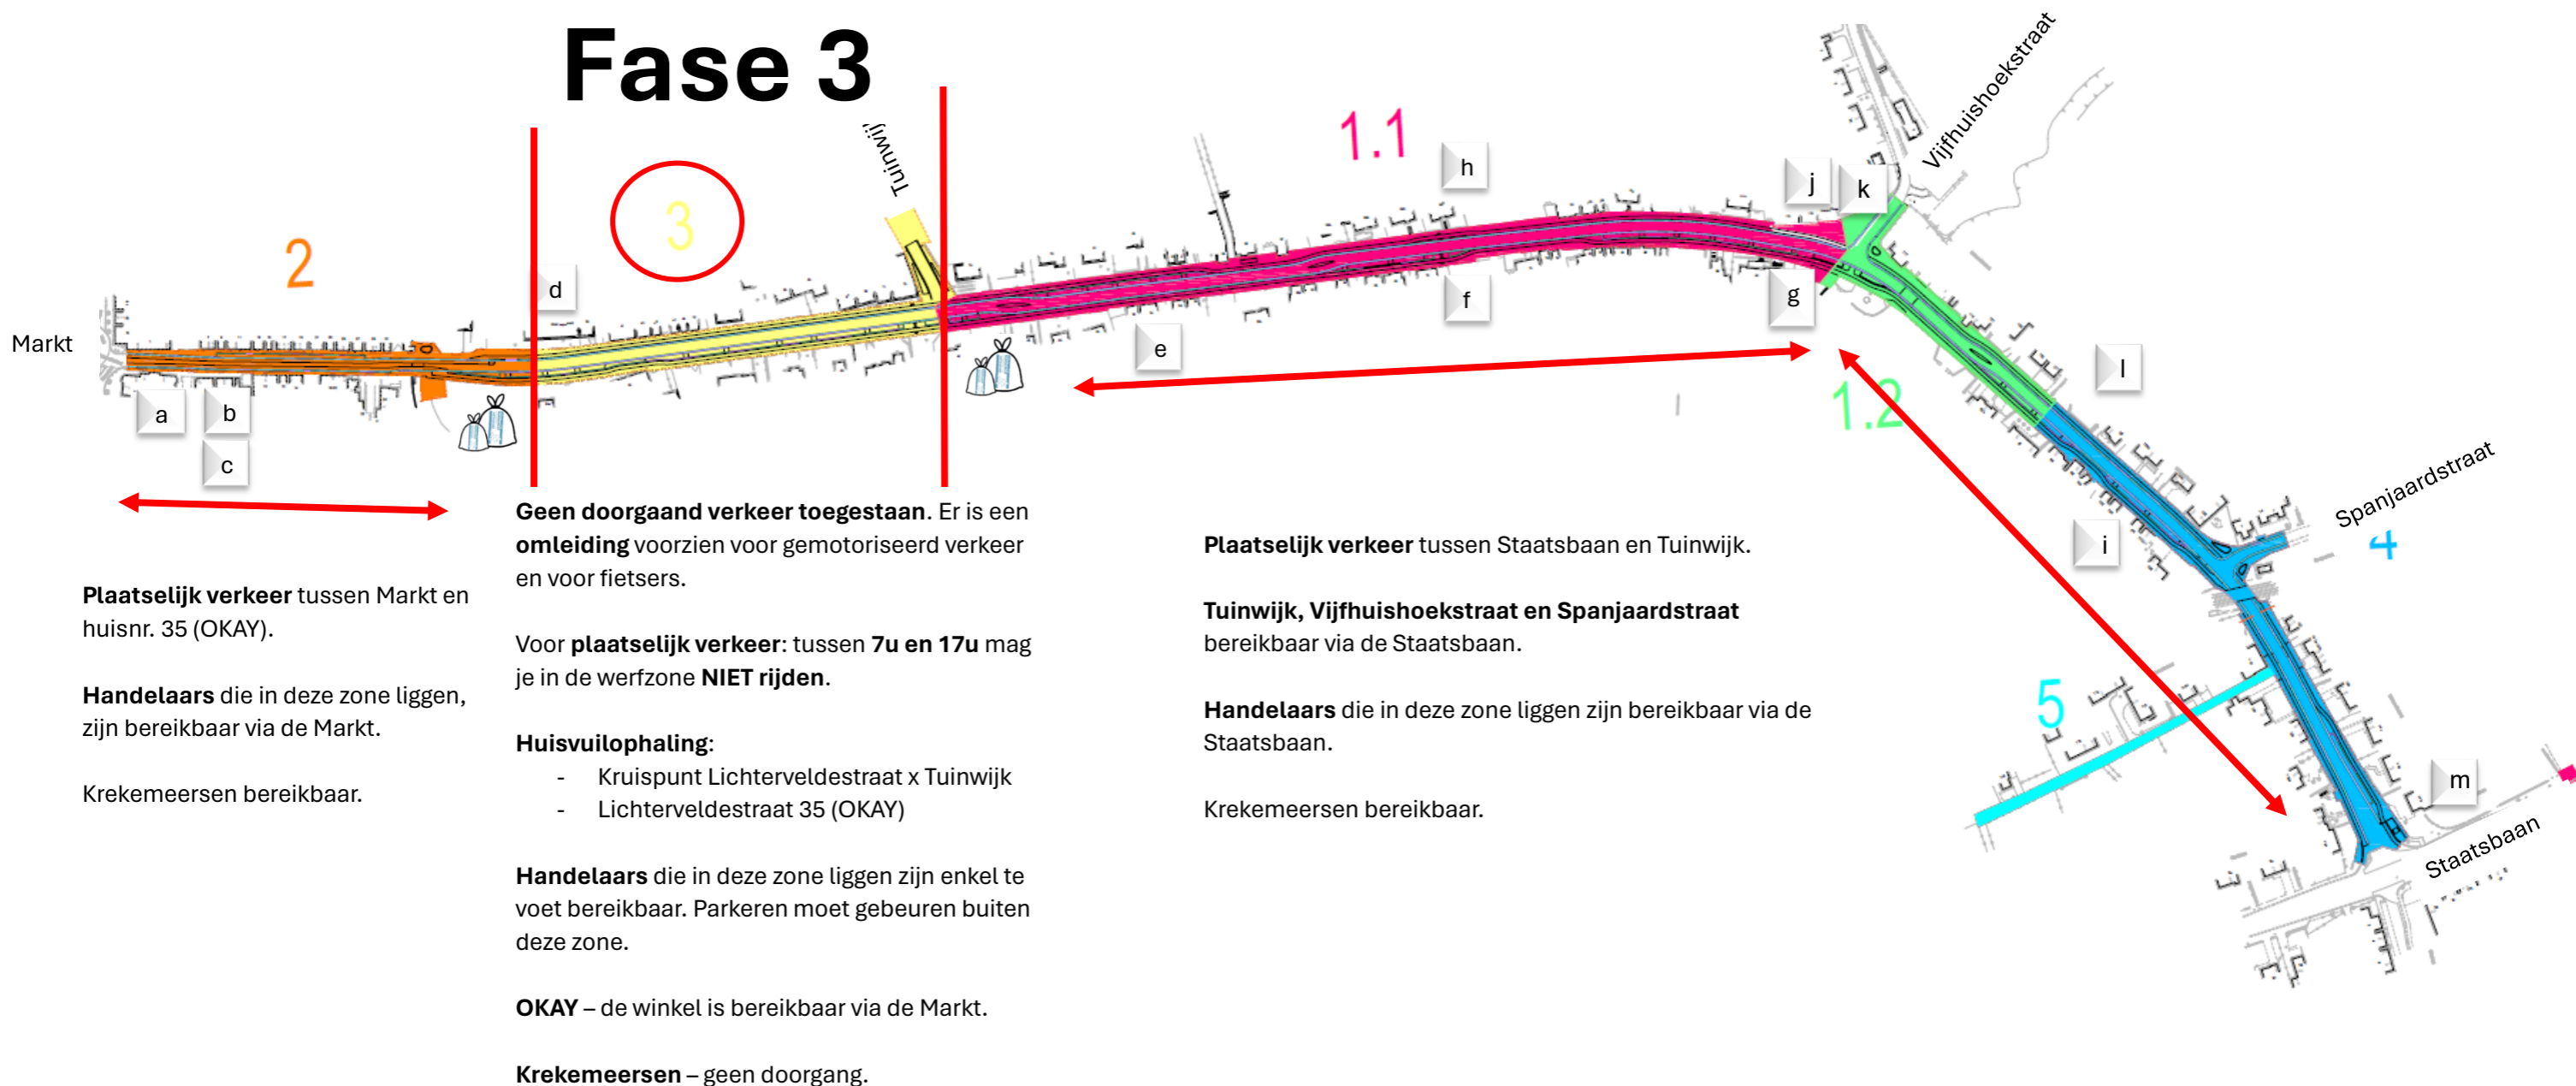 Fase 3
Vijfhuishoekstraat
Tuinwij
1.1
h
j
k
2
3
d
Markt
f
g
e
l
1.2
a
b
c
Spanjaardstraat
4
i
5
m
Staatsbaan
Plaatselijk verkeer tussen Markt en
huisnr. 35 (OKAY).
Handelaars die in deze zone liggen,
zijn bereikbaar via de Markt.
Krekemeersen bereikbaar.
Geen doorgaand verkeer toegestaan. Er is een
omleiding voorzien voor gemotoriseerd verkeer
en voor fietsers.
Voor plaatselijk verkeer: tussen 7u en 17u mag
je in de werfzone NIET rijden.
Huisvuilophaling:
- Kruispunt Lichterveldestraat x Tuinwijk
- Lichterveldestraat 35 (OKAY)
Handelaars die in deze zone liggen zijn enkel te
voet bereikbaar. Parkeren moet gebeuren buiten
deze zone.
OKAY – de winkel is bereikbaar via de Markt.
Krekemeersen – geen doorgang.
Plaatselijk verkeer tussen Staatsbaan en Tuinwijk.
Tuinwijk, Vijfhuishoekstraat en Spanjaardstraat
bereikbaar via de Staatsbaan.
Handelaars die in deze zone liggen zijn bereikbaar via de
Staatsbaan.
Krekemeersen bereikbaar.